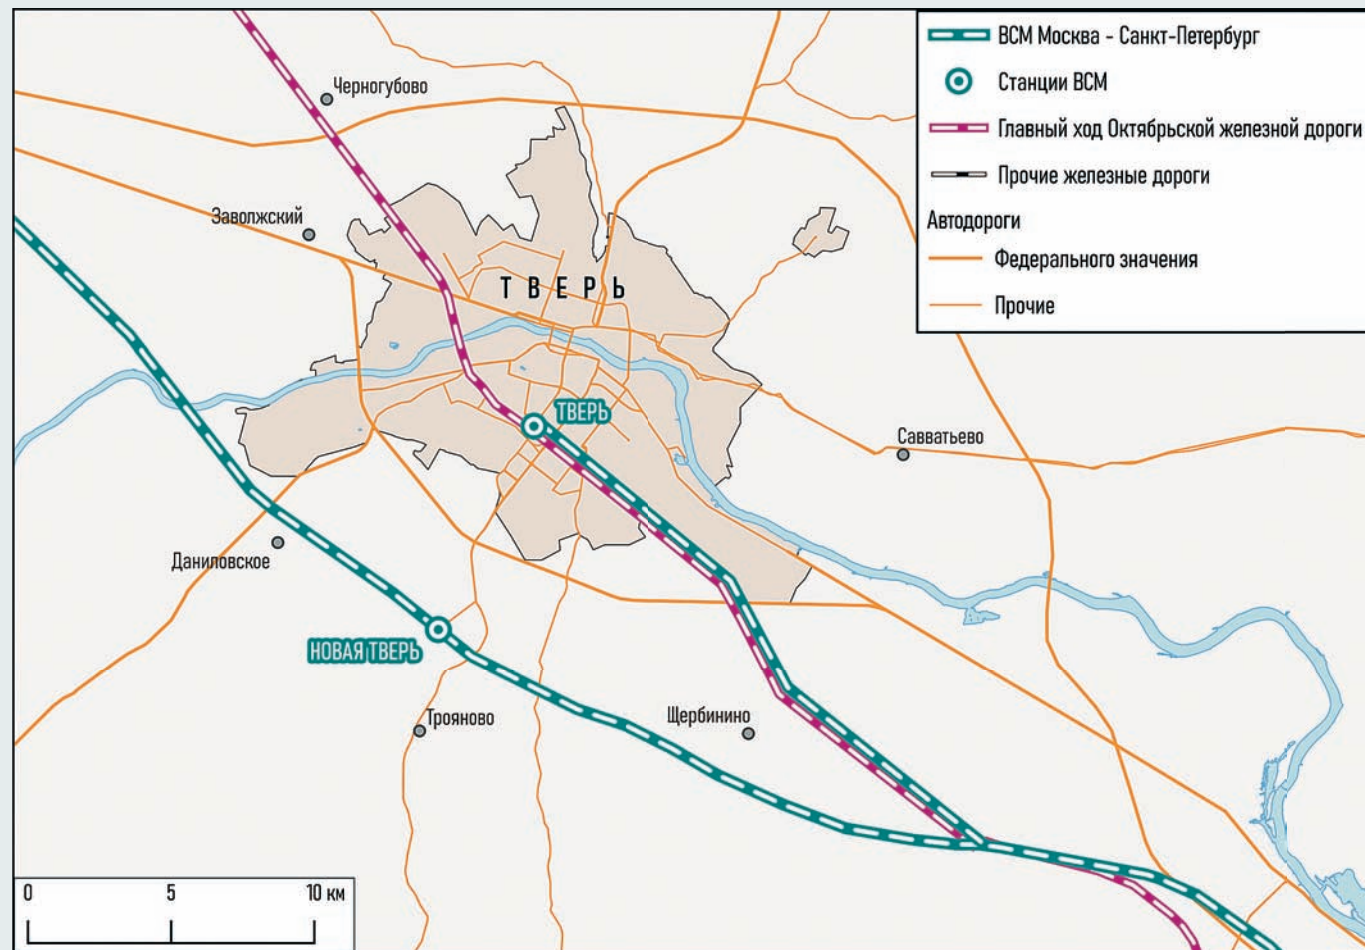 ВСМ Москва - Санкт-Петербург
Станции ВСМ
Главный ход Октябрьской железной дороги
Прочие железные дороги
Автодороги
Федерального значения
Прочие
Черногубово
Заволжский
ТВЕРЬ
ТВЕРЬ
Савватьево
Даниловское
НОВАЯ ТВЕРЬ
Трояново
Щербинино
0 5 10 км